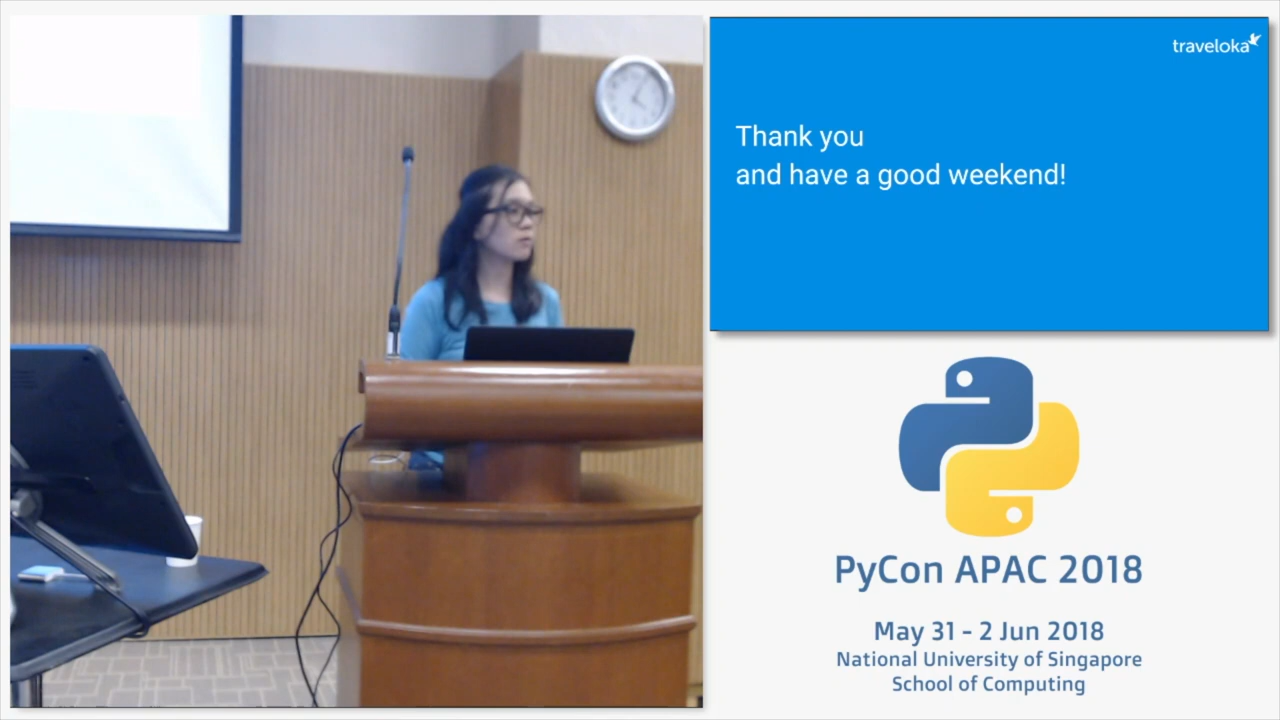 traveloka
Thank you
and have a good weekend!
PyCon APAC 2018
May 31 - 2 Jun 2018
National University of Singapore
School of Computing